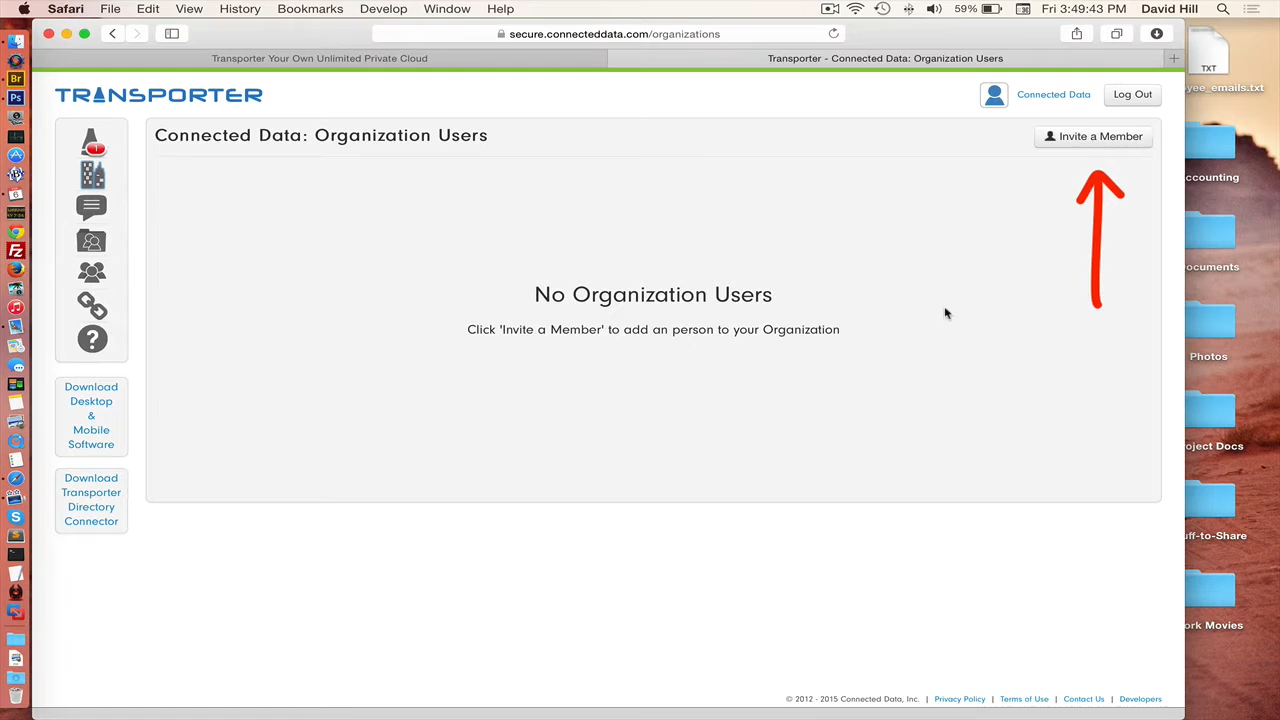 Safari File Edit View History Bookmarks Develop Window Help 59% Fri 3:49:43 PM David Hill
secure.connecteddata.com/organizations
Transporter Your Own Unlimited Private Cloud
Transporter - Connected Data: Organization Users
TXT
yee_emails.txt
TRANSPORTER
Connected Data
Log Out
Connected Data: Organization Users
Invite a Member
1
ccounting
ocuments
No Organization Users
Click 'Invite a Member' to add an person to your Organization
Photos
Download
Desktop
&
Mobile
Software
oject Docs
Download
Transporter
Directory
Connector
uff-to-Share
ork Movies
© 2012 - 2015 Connected Data, Inc. | Privacy Policy | Terms of Use | Contact Us | Developers